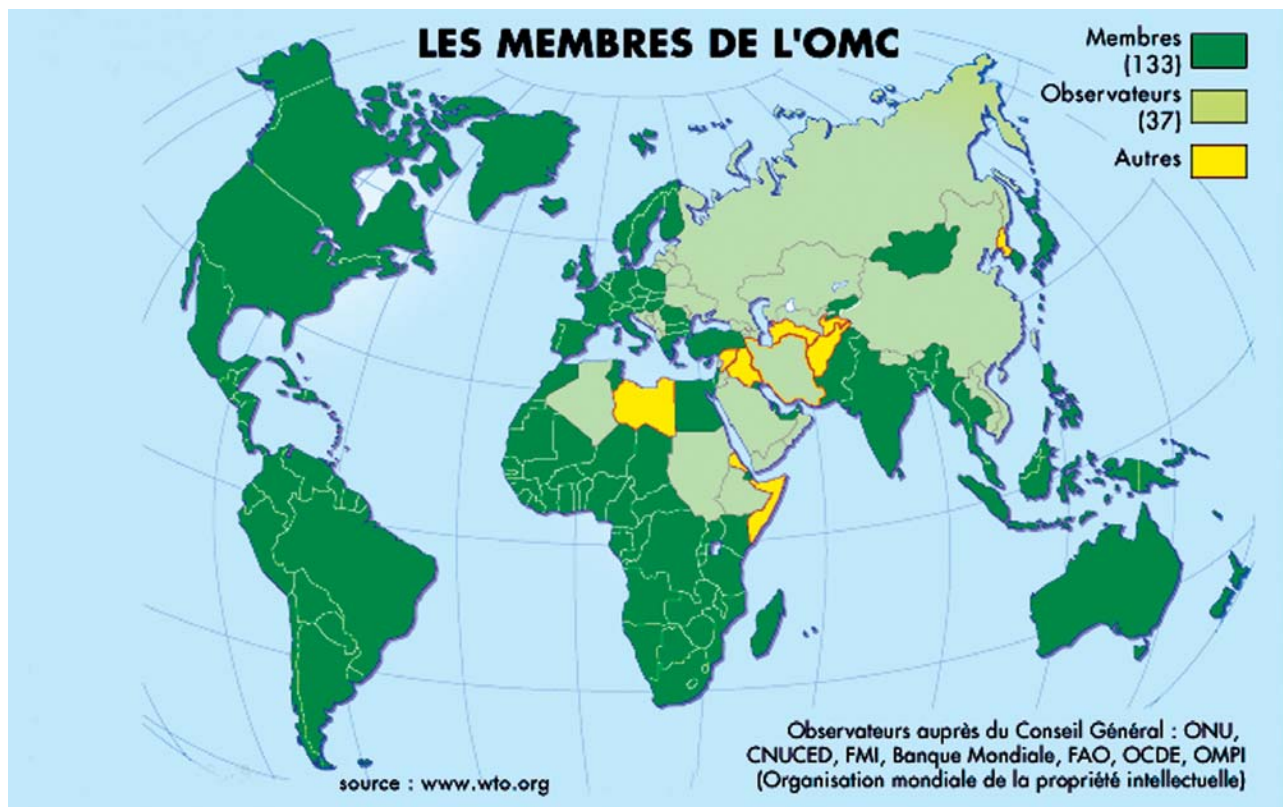 LES MEMBRES DE L'OMC
Membres
(133)
Observateurs
(37)
Autres
Observateurs auprès du Conseil Général : ONU,
CNUCED, FMI, Banque Mondiale, FAO, OCDE, OMPI
(Organisation mondiale de la propriété intellectuelle)
source : www.wto.org